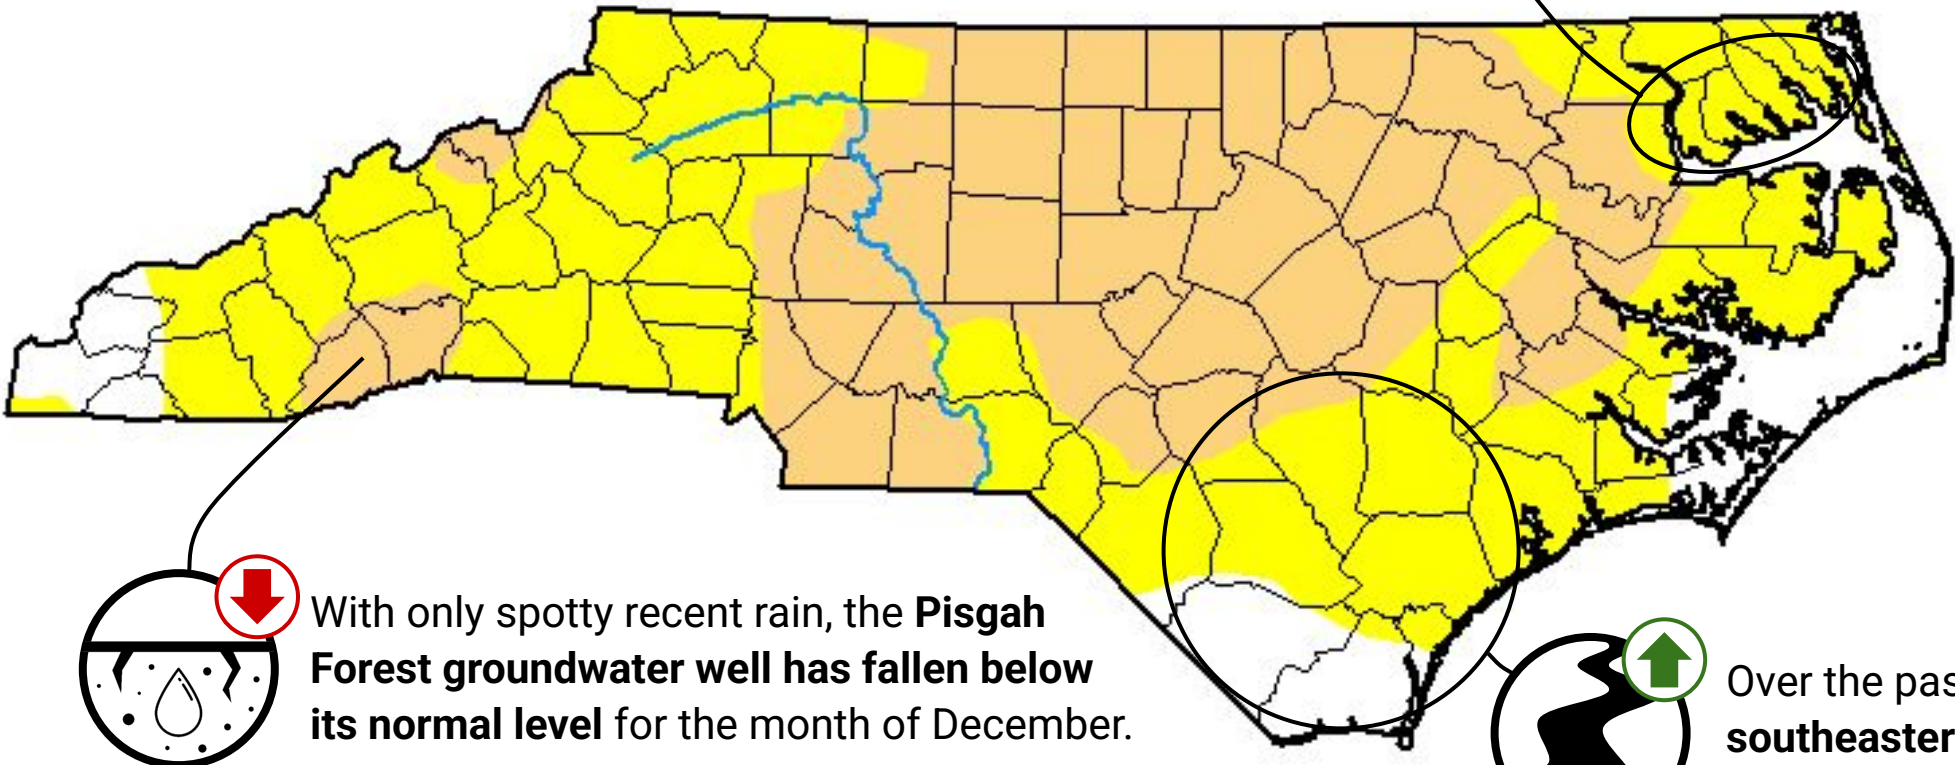 With only spotty recent rain, the Pisgah
Forest groundwater well has fallen below
its normal level for the month of December.
Over the pas
southeaster